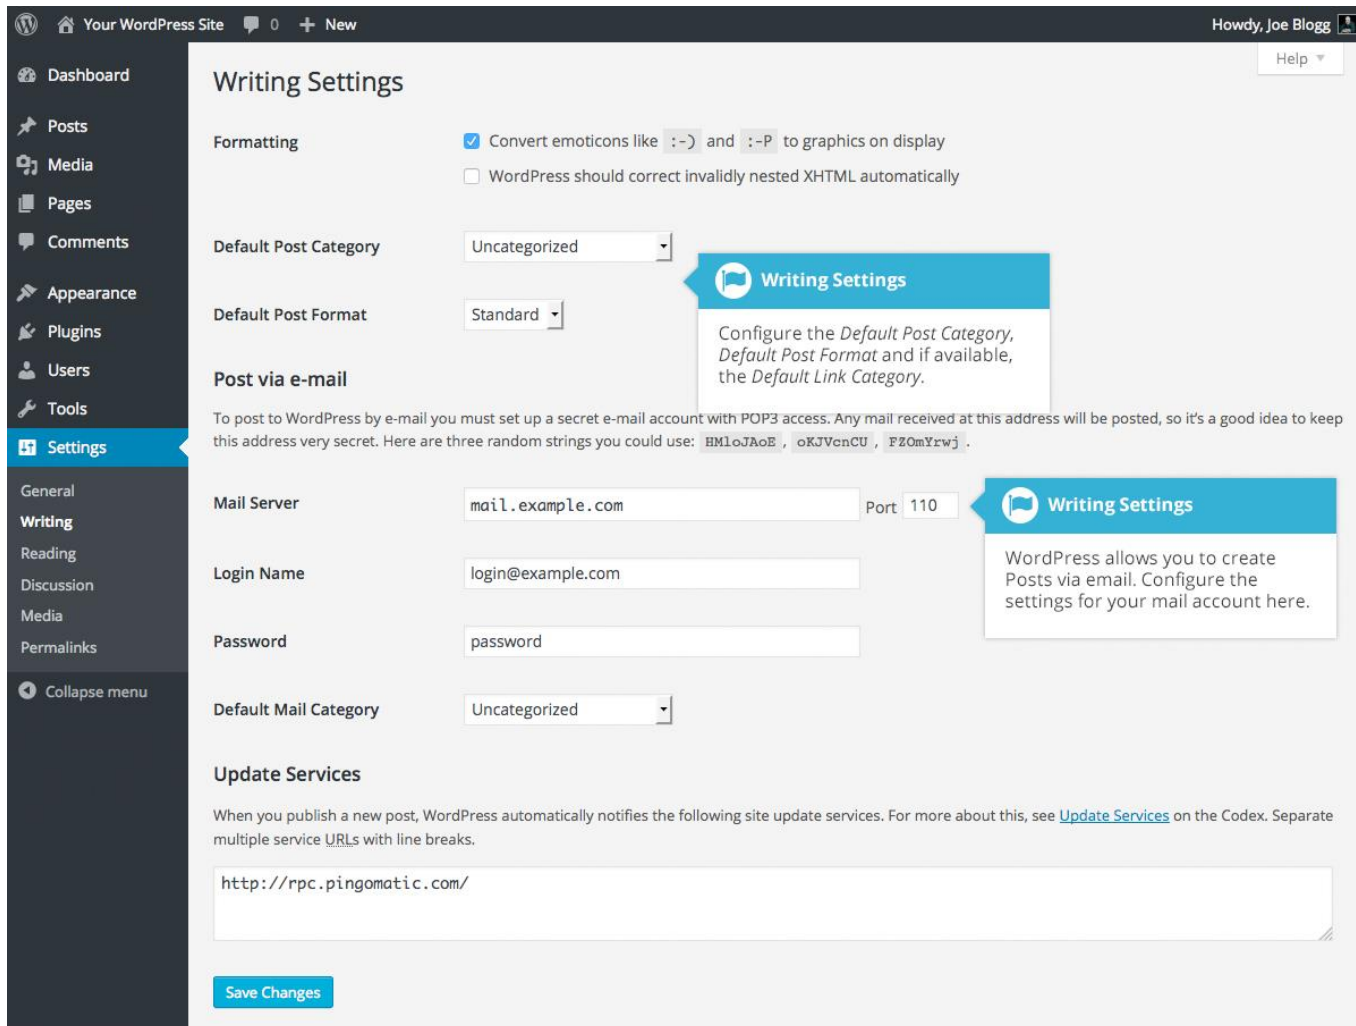 Your WordPress Site 0 New Howdy, Joe Blogg
Help
Dashboard
Posts
Media
Pages
Comments
Appearance
Plugins
Users
Tools
Settings
General
Writing
Reading
Discussion
Media
Permalinks
Collapse menu
Writing Settings
Formatting
Convert emoticons like :-) and :-P to graphics on display
WordPress should correct invalidly nested XHTML automatically
Default Post Category Uncategorized
Default Post Format Standard
Writing Settings
Configure the Default Post Category,
Default Post Format and if available,
the Default Link Category.
Post via e-mail
To post to WordPress by e-mail you must set up a secret e-mail account with POP3 access. Any mail received at this address will be posted, so it's a good idea to keep
this address very secret. Here are three random strings you could use: HMloJAoE , oKJVcnCU , FZOmYrwj .
Mail Server mail.example.com Port 110
Writing Settings
WordPress allows you to create
Posts via email. Configure the
settings for your mail account here.
Login Name login@example.com
Password password
Default Mail Category Uncategorized
Update Services
When you publish a new post, WordPress automatically notifies the following site update services. For more about this, see Update Services on the Codex. Separate
multiple service URLs with line breaks.
http://rpc.pingomatic.com/
Save Changes